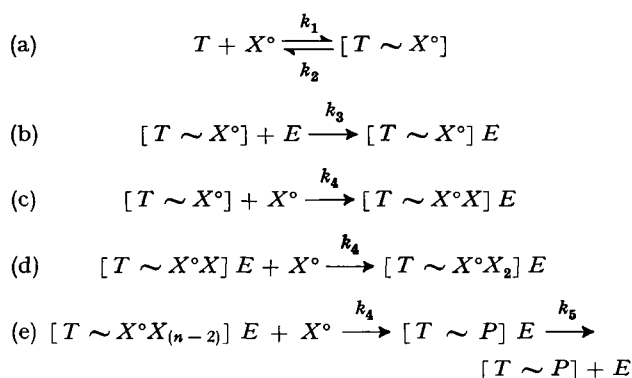 (a) T + X° ⇌ [ T ~ X°]
k₁
k₂
(b) [ T ~ X°] + E —k₃→ [ T ~ X°] E
(c) [ T ~ X°] + X° —k₄→ [ T ~ X°X] E
(d) [ T ~ X°X] E + X° —k₄→ [ T ~ X°X₂] E
(e) [ T ~ X°X₍ₙ ₋ ₂₎] E + X° —k₄→ [ T ~ P] E —k₅→
[ T ~ P] + E